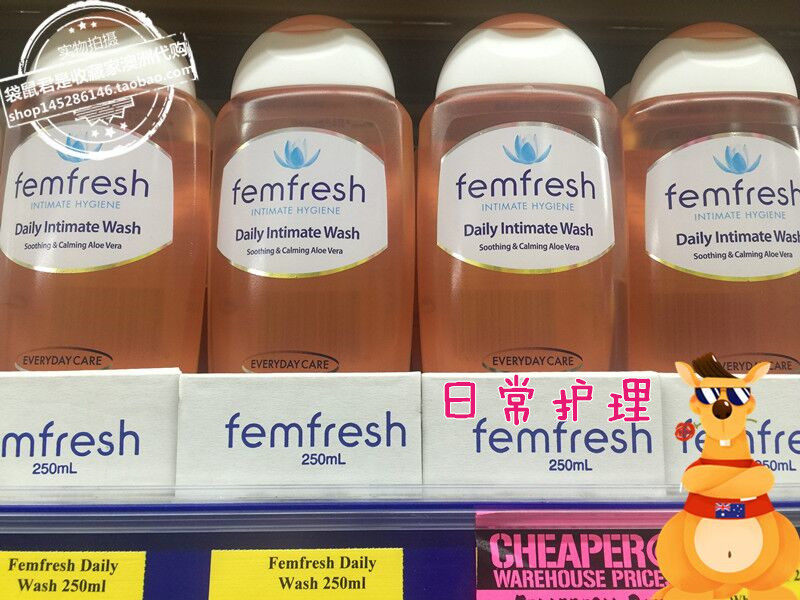 实物拍摄
袋鼠君是收藏家澳洲代购
shop145286146.taobao.com
femfresh
INTIMATE HYGIENE
Daily Intimate Wash
Soothing & Calming Aloe Vera
EVERYDAY CARE
femfresh
INTIMATE HYGIENE
Daily Intimate Wash
Soothing & Calming Aloe Vera
EVERYDAY CARE
femfresh
INTIMATE HYGIENE
Daily Intimate Wash
Soothing & Calming Aloe Vera
EVERYDAY CARE
femfresh
INTIMATE HYGIENE
Daily Intimate Wash
Soothing & Calming Aloe Vera
EVERYDAY CARE
日常护理
mfresh
250mL
femfresh
250mL
femfresh
250mL
250mL
Femfresh Daily
Wash 250ml
Femfresh Daily
Wash 250ml
CHEAPER
WAREHOUSE PRICES